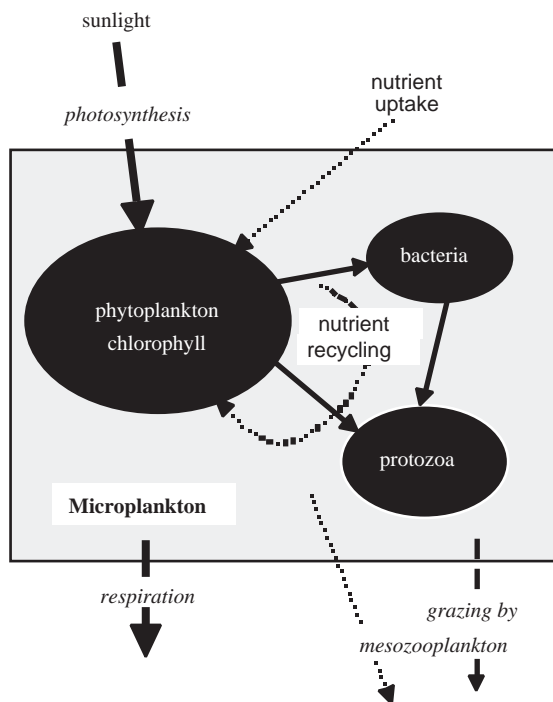 sunlight
photosynthesis
nutrient
uptake
bacteria
phytoplankton
chlorophyll
nutrient
recycling
protozoa
Microplankton
respiration
grazing by
mesozooplankton